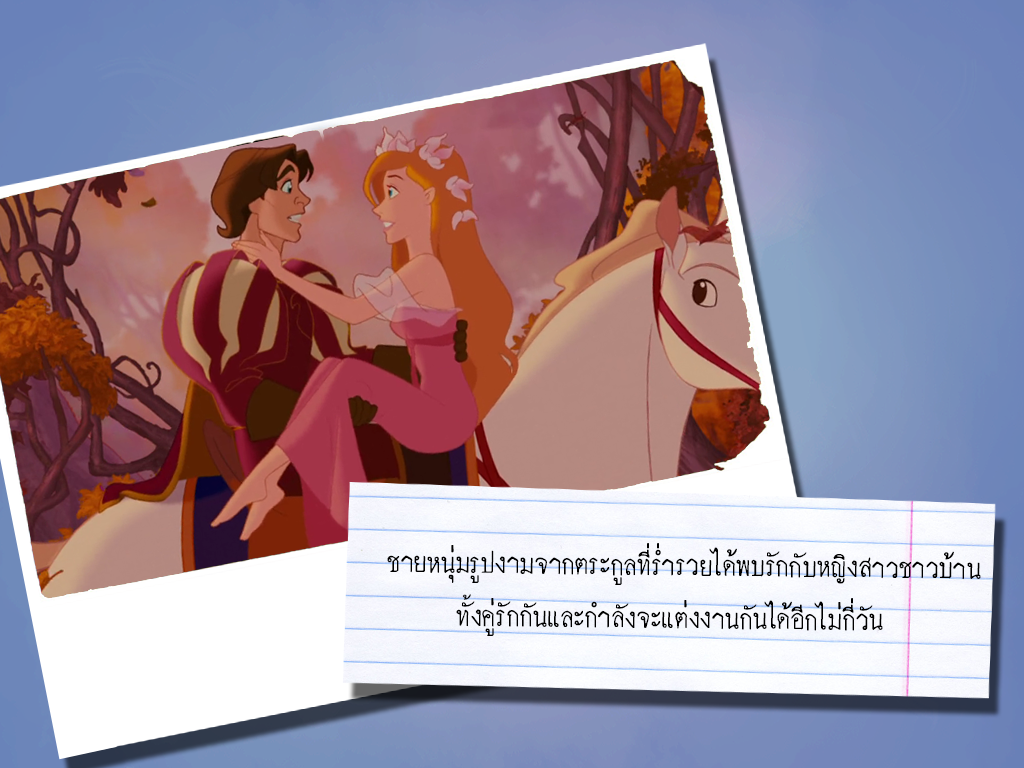 ชายหนุ่มรูปงามจากตระกูลที่ร่ำรวยได้พบรักกับหญิงสาวชาวบ้าน
ทั้งคู่รักกันและกำลังจะแต่งงานกันได้อีกไม่กี่วัน